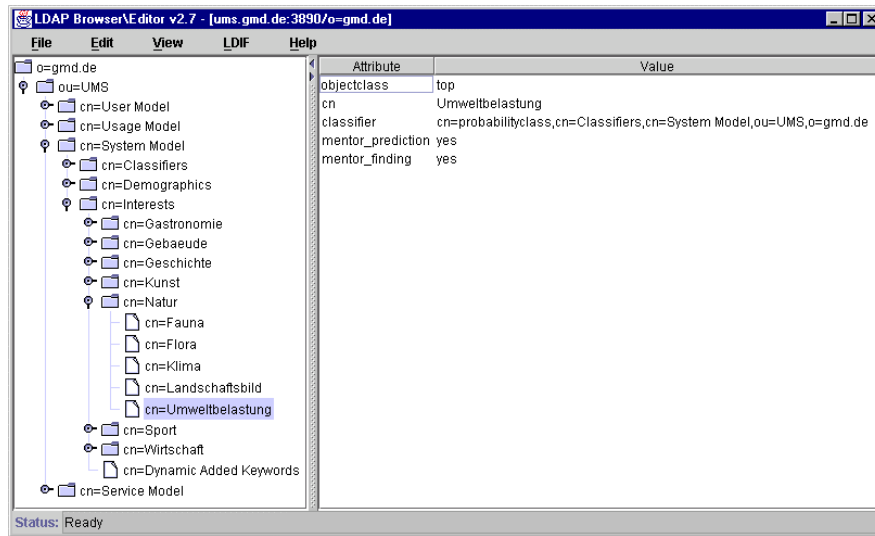 LDAP Browser\Editor v2.7 - [ums.gmd.de:3890/o=gmd.de]
File Edit View LDIF Help
o=gmd.de
ou=UMS
cn=User Model
cn=Usage Model
cn=System Model
cn=Classifiers
cn=Demographics
cn=Interests
cn=Gastronomie
cn=Gebaeude
cn=Geschichte
cn=Kunst
cn=Natur
cn=Fauna
cn=Flora
cn=Klima
cn=Landschaftsbild
cn=Umweltbelastung
cn=Sport
cn=Wirtschaft
cn=Dynamic Added Keywords
cn=Service Model
Attribute Value
objectclass top
cn Umweltbelastung
classifier cn=probabilityclass,cn=Classifiers,cn=System Model,ou=UMS,o=gmd.de
mentor_prediction yes
mentor_finding yes
Status: Ready